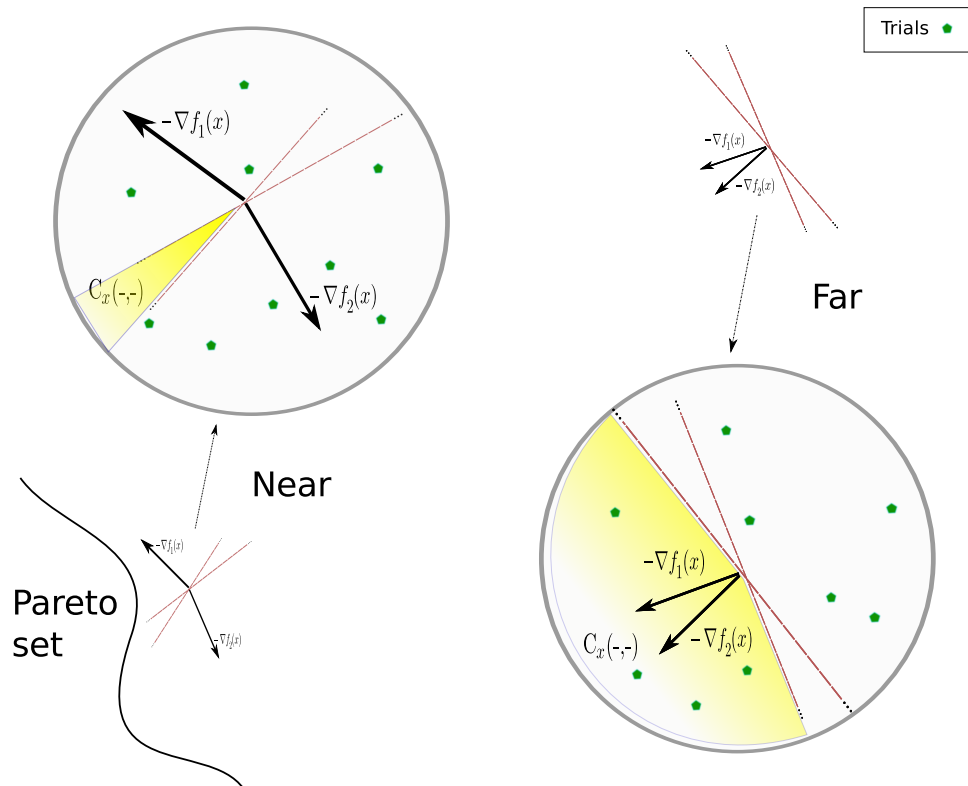 Trials
−∇f₁(x)
−∇f₁(x)
−∇f₂(x)
Cₓ(-,-)
−∇f₂(x)
Far
Near
−∇f₁(x)
−∇f₁(x)
Pareto
set
−∇f₂(x)
Cₓ(-,-)
−∇f₂(x)